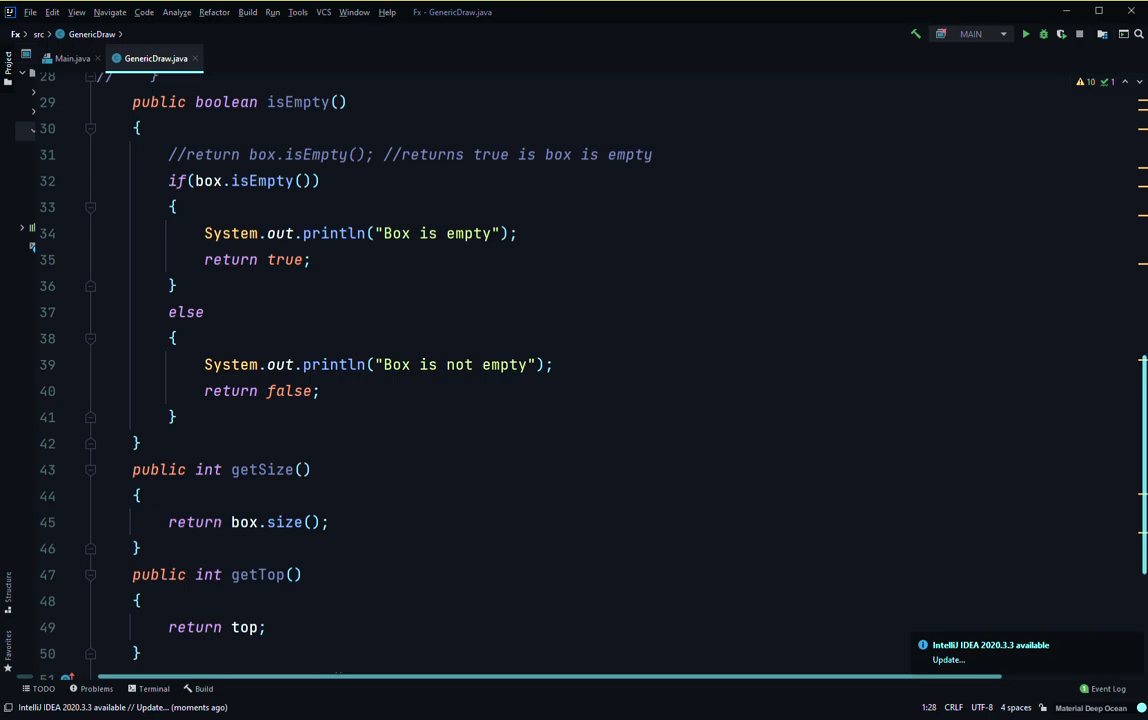 File Edit View Navigate Code Analyze Refactor Build Run Tools VCS Window Help Fx - GenericDraw.java
Fx src GenericDraw MAIN
Project Main.java GenericDraw.java
28 // }
29 public boolean isEmpty() 10 1
30 {
31 //return box.isEmpty(); //returns true is box is empty
32 if(box.isEmpty())
33 {
34 System.out.println("Box is empty");
35 return true;
36 }
37 else
38 {
39 System.out.println("Box is not empty");
40 return false;
41 }
42 }
43 public int getSize()
44 {
45 return box.size();
46 }
47 public int getTop()
48 {
49 return top;
50 }
51
Structure
Favorites
IntelliJ IDEA 2020.3.3 available
Update...
TODO Problems Terminal Build 1 Event Log
IntelliJ IDEA 2020.3.3 available // Update... (moments ago) 1:28 CRLF UTF-8 4 spaces Material Deep Ocean